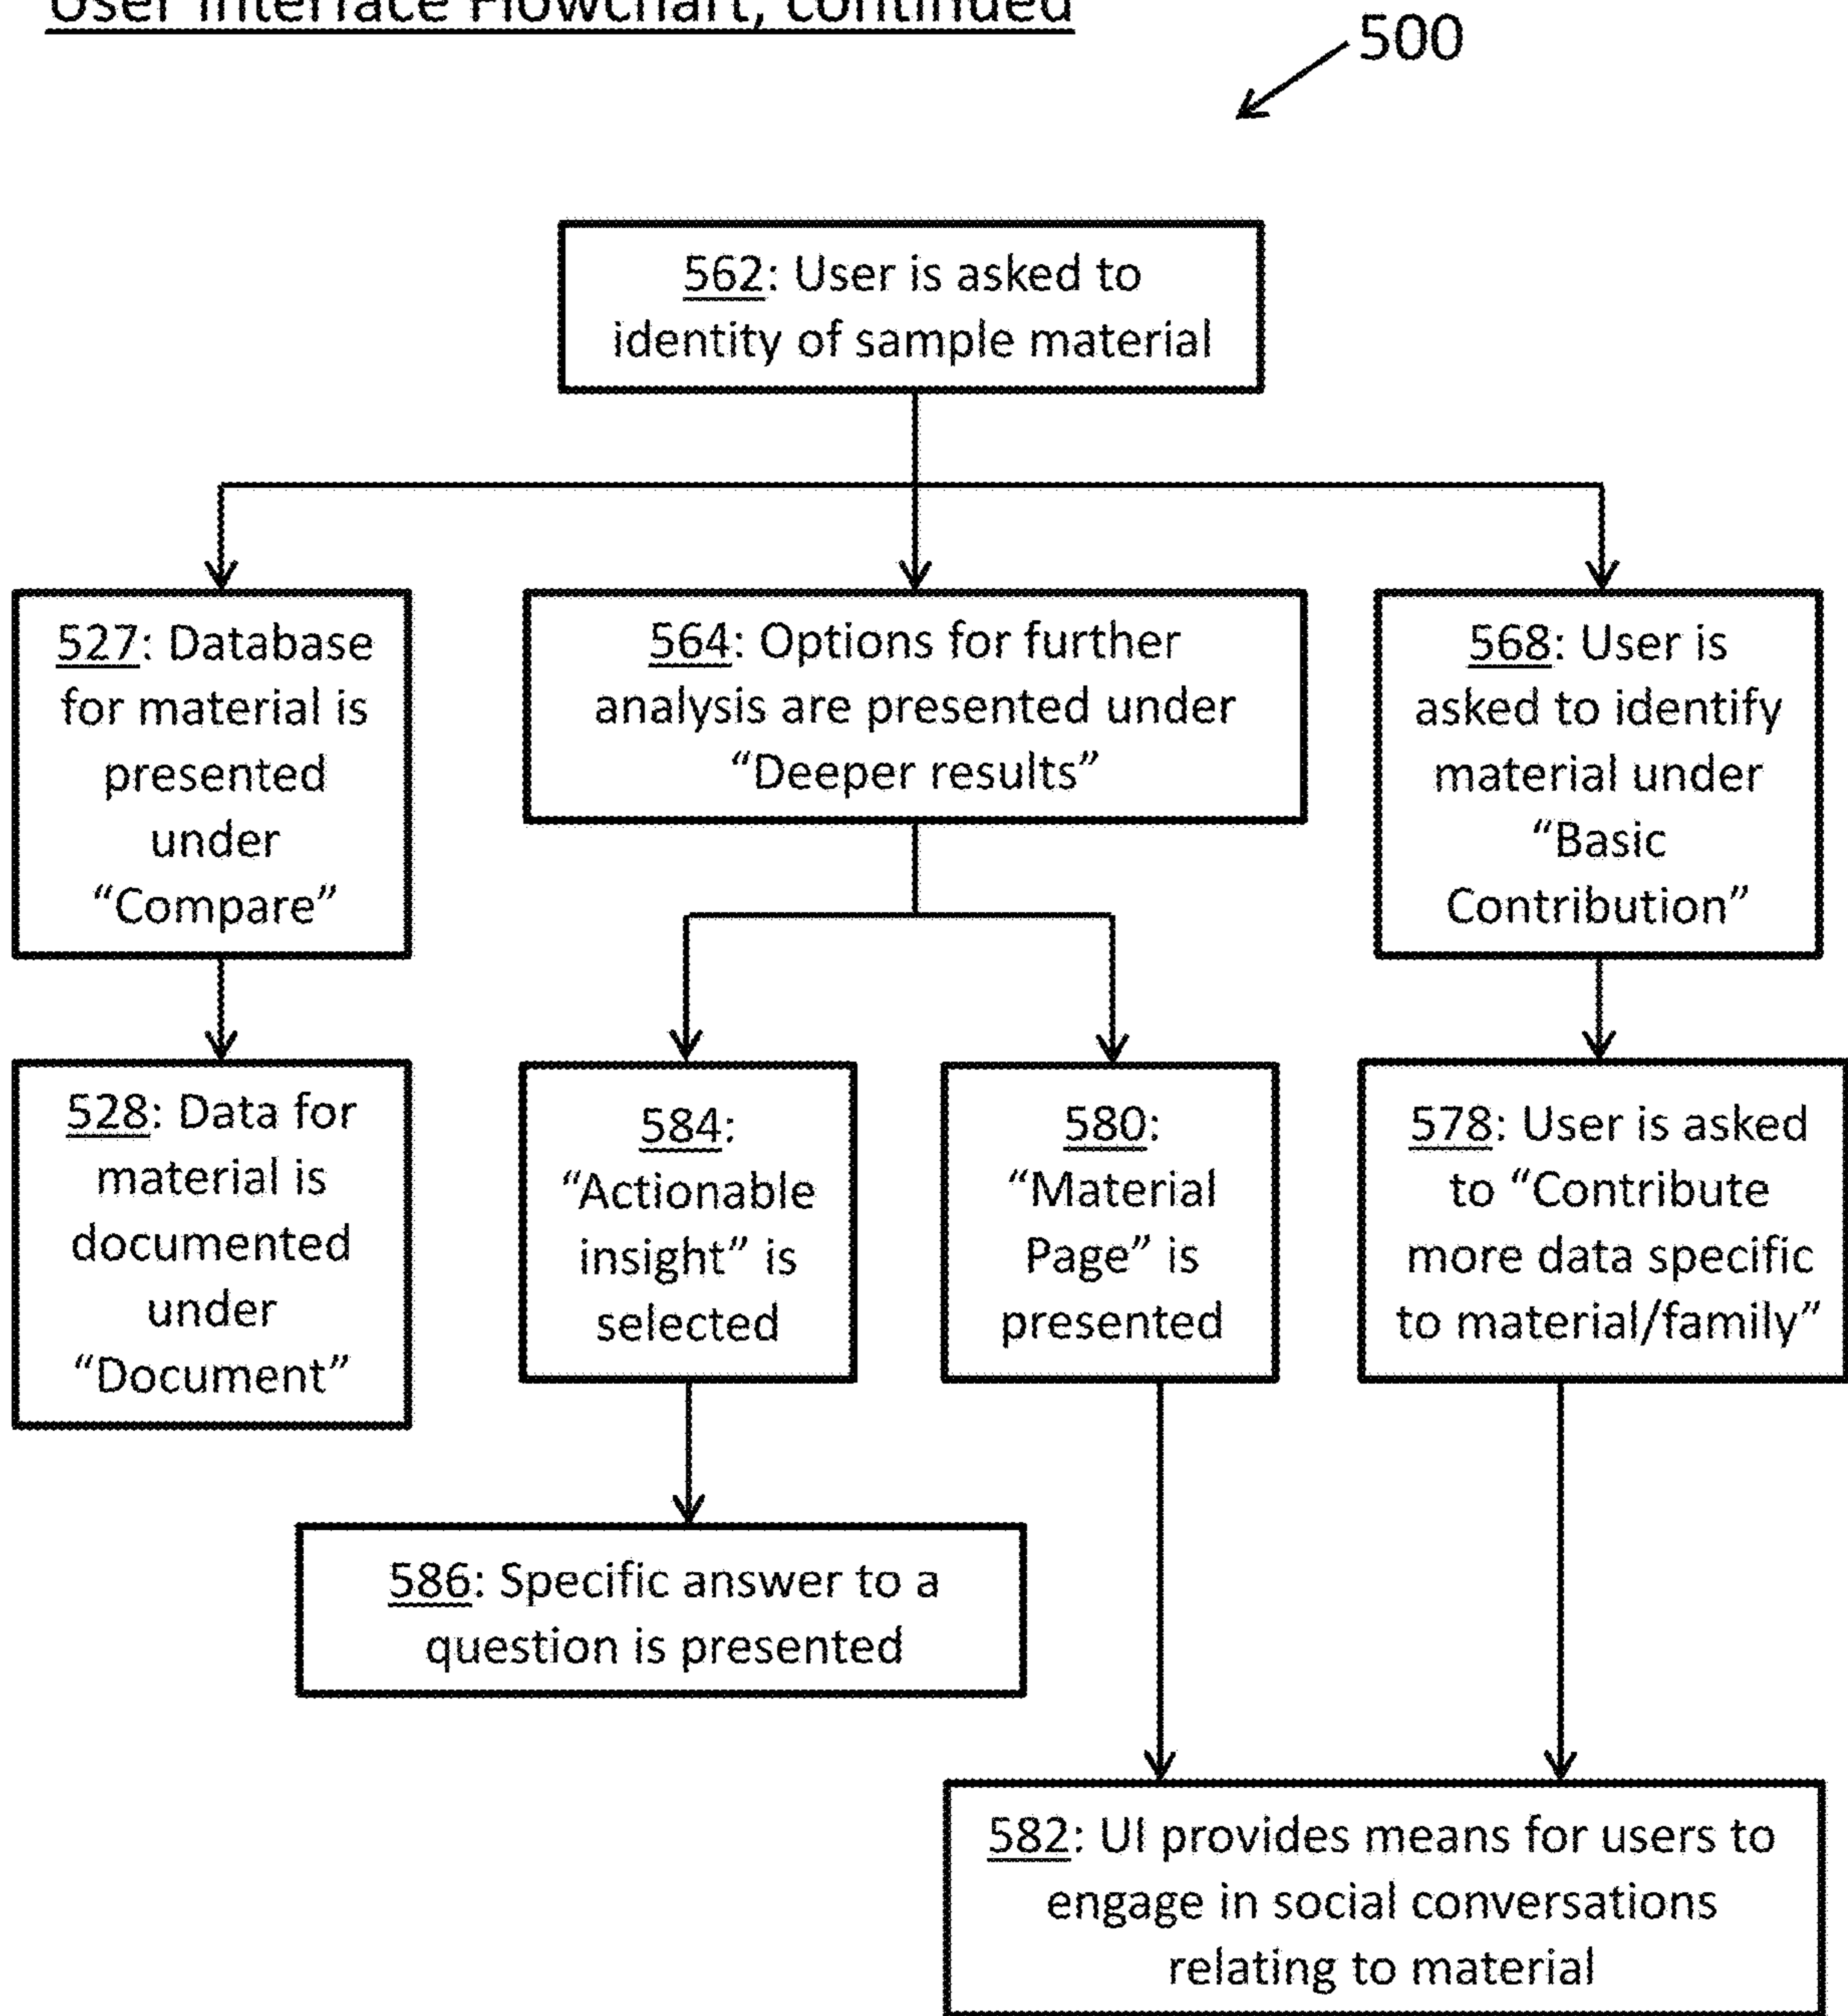 User Interface Flowchart, continued
500
562: User is asked to
identity of sample material
527: Database
for material is
presented
under
“Compare”
564: Options for further
analysis are presented under
“Deeper results”
568: User is
asked to identify
material under
“Basic
Contribution”
528: Data for
material is
documented
under
“Document”
584:
“Actionable
insight” is
selected
580:
“Material
Page” is
presented
578: User is asked
to “Contribute
more data specific
to material/family”
586: Specific answer to a
question is presented
582: UI provides means for users to
engage in social conversations
relating to material